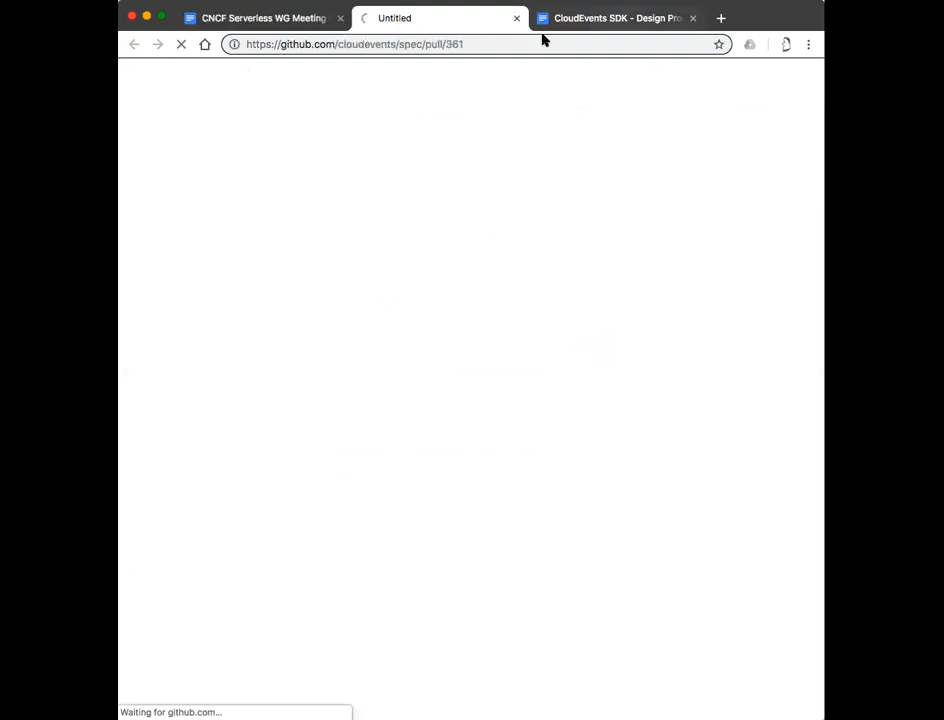 CNCF Serverless WG Meeting
Untitled
CloudEvents SDK - Design Pro
https://github.com/cloudevents/spec/pull/361
Waiting for github.com...